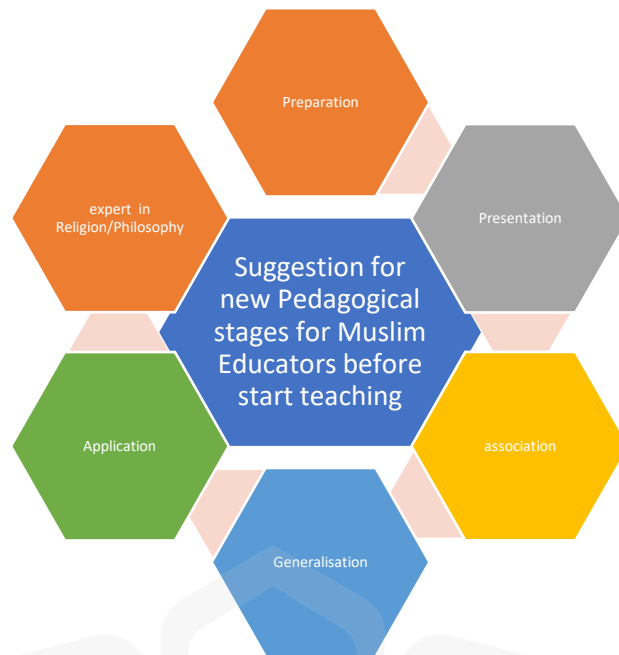 Preparation
Presentation
association
Generalisation
Application
expert in
Religion/Philosophy
Suggestion for
new Pedagogical
stages for Muslim
Educators before
start teaching